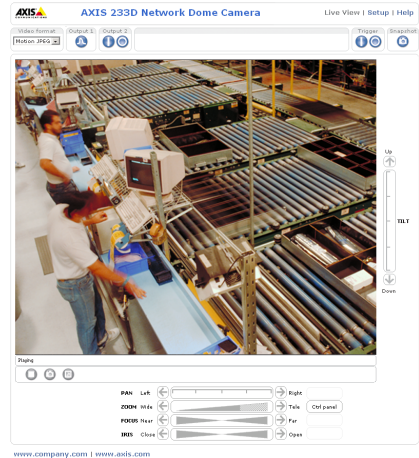 AXIS COMMUNICATIONS
AXIS 233D Network Dome Camera
Live View | Setup | Help
Video format
Output 1
Output 2
Trigger
Snapshot
Motion JPEG
Up
TILT
Down
Playing
PAN Left Right
ZOOM Wide Tele Ctrl panel
FOCUS Near Far
IRIS Close Open
www.company.com | www.axis.com